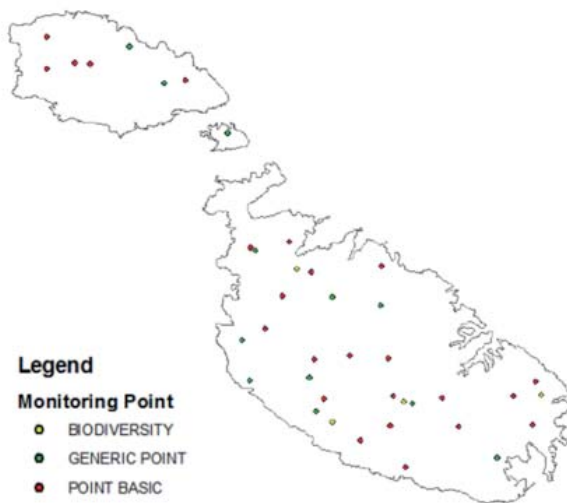 Legend
Monitoring Point
BIODIVERSITY
GENERIC POINT
POINT BASIC